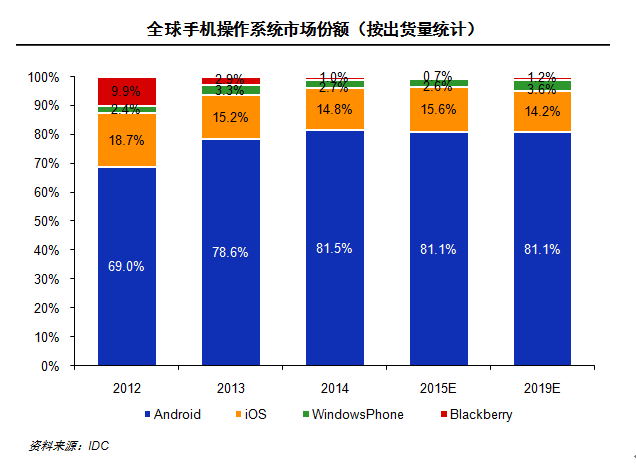 全球手机操作系统市场份额（按出货量统计）
100% 9.9% 2.9% 1.0% 0.7% 1.2%
90% 2.4% 3.3% 2.7% 2.6% 3.6%
80% 18.7% 15.2% 14.8% 15.6% 14.2%
70%
60%
50%
40% 69.0% 78.6% 81.5% 81.1% 81.1%
30%
20%
10%
0%
2012 2013 2014 2015E 2019E
Android iOS WindowsPhone Blackberry
资料来源：IDC